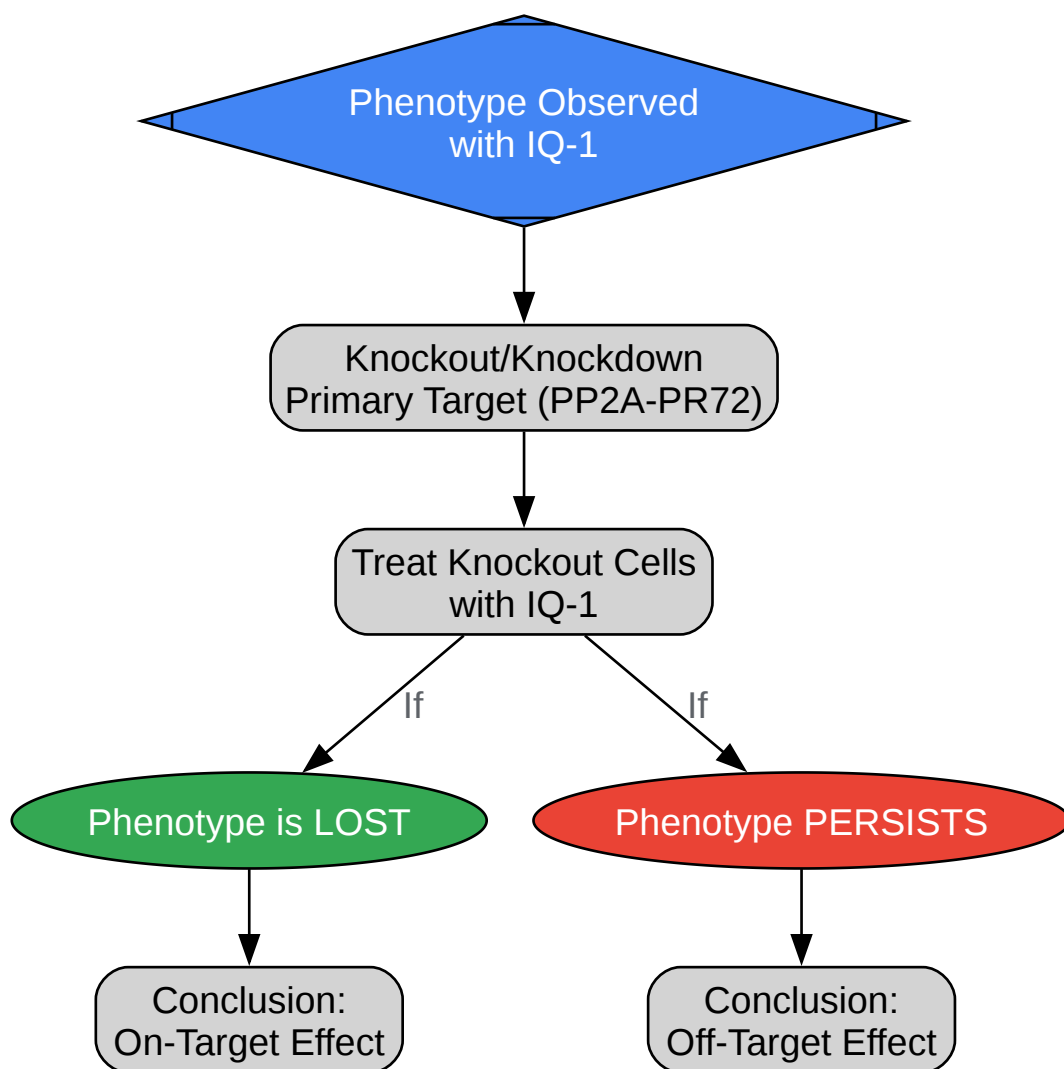 Phenotype Observed
with IQ-1
Knockout/Knockdown
Primary Target (PP2A-PR72)
Treat Knockout Cells
with IQ-1
If
If
Phenotype is LOST
Phenotype PERSISTS
Conclusion:
On-Target Effect
Conclusion:
Off-Target Effect